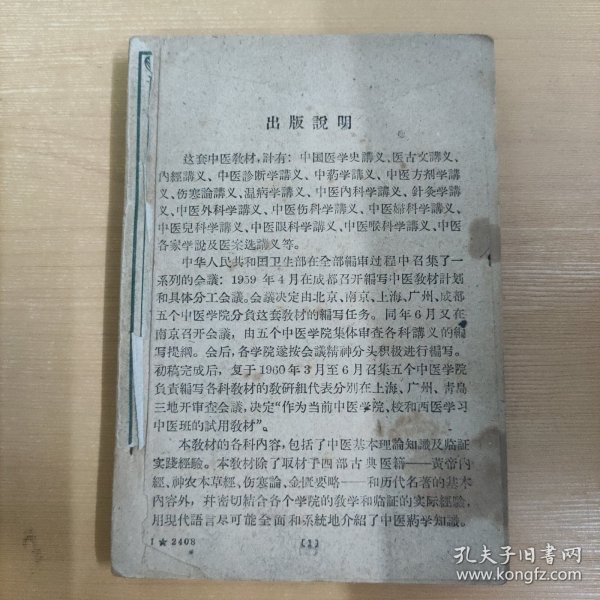 出版說明
这套中医教材，計有：中国医学史講义、医古文講义、
內經講义、中医診断学講义、中葯学講义、中医方剂学講
义、伤寒論講义、温病学講义、中医內科学講义、針灸学講
义、中医外科学講义、中医伤科学講义、中医婦科学講义、
中医兒科学講义、中医眼科学講义、中医喉科学講义、中医
各家学說及医案选講义等。
中华人民共和国卫生部在全部編审过程中召集了一
系列的会議：1959年4月在成都召开編写中医教材計划
和具体分工会議。会議决定由北京、南京、上海、广州、成都
五个中医学院分負这套教材的編写任务。同年6月又在
南京召开会議，由五个中医学院集体审查各科講义的編
写提綱。会后，各学院遂按会議精神分头积极进行編写。
初稿完成后，复于1960年3月至6月召集五个中医学院
負責編写各科教材的教研組代表分別在上海、广州、青島
三地开审查会議，决定“作为当前中医学院、校和西医学习
中医班的試用教材”。
本教材的各科內容，包括了中医基本理論知識及临証
实踐經驗。本教材除了取材于四部古典医籍——黄帝內
經、神农本草經、伤寒論、金匱要略——和历代名著的基本
內容外，并密切結合各个学院的教学和临証的实际經驗，
用現代語言尽可能全面和系統地介紹了中医葯学知識。
1★2408
〔1〕
孔夫子旧书网
www.kongfz.com